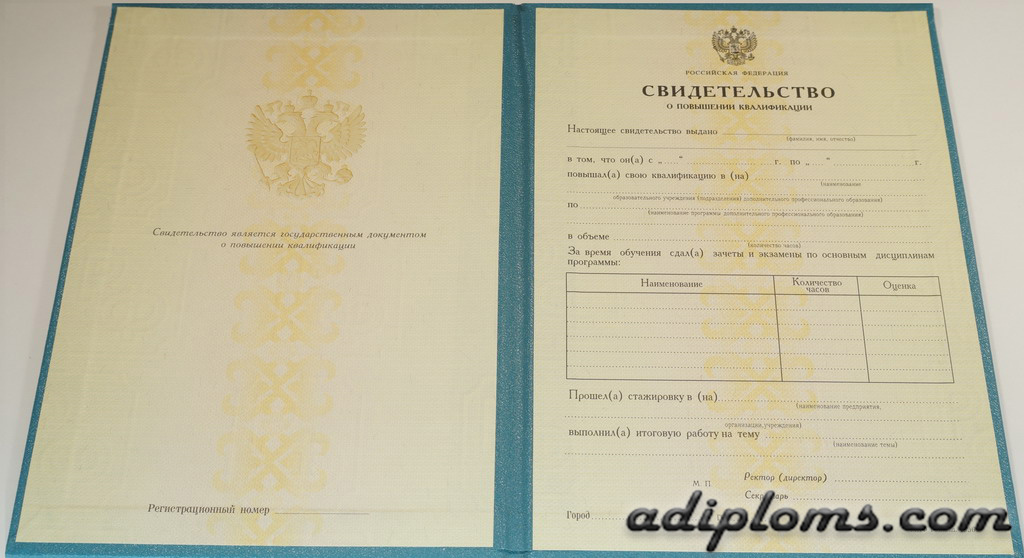 Свидетельство является государственным документом
о повышении квалификации
Регистрационный номер
РОССИЙСКАЯ ФЕДЕРАЦИЯ
СВИДЕТЕЛЬСТВО
О ПОВЫШЕНИИ КВАЛИФИКАЦИИ
Настоящее свидетельство выдано
(фамилия, имя, отчество)
в том, что он(а) с „ “ г. по „ “ г.
повышал(а) свою квалификацию в (на)
(наименование
образовательного учреждения (подразделения) дополнительного профессионального образования)
по
(наименование программы дополнительного профессионального образования)
в объеме
(количество часов)
За время обучения сдал(а) зачеты и экзамены по основным дисциплинам
программы:
Наименование Количество часов Оценка
Прошел(а) стажировку в (на)
(наименование предприятия,
организации, учреждения)
выполнил(а) итоговую работу на тему
(наименование темы)
М. П. Ректор (директор)
Секретарь
Город
adiploms.com